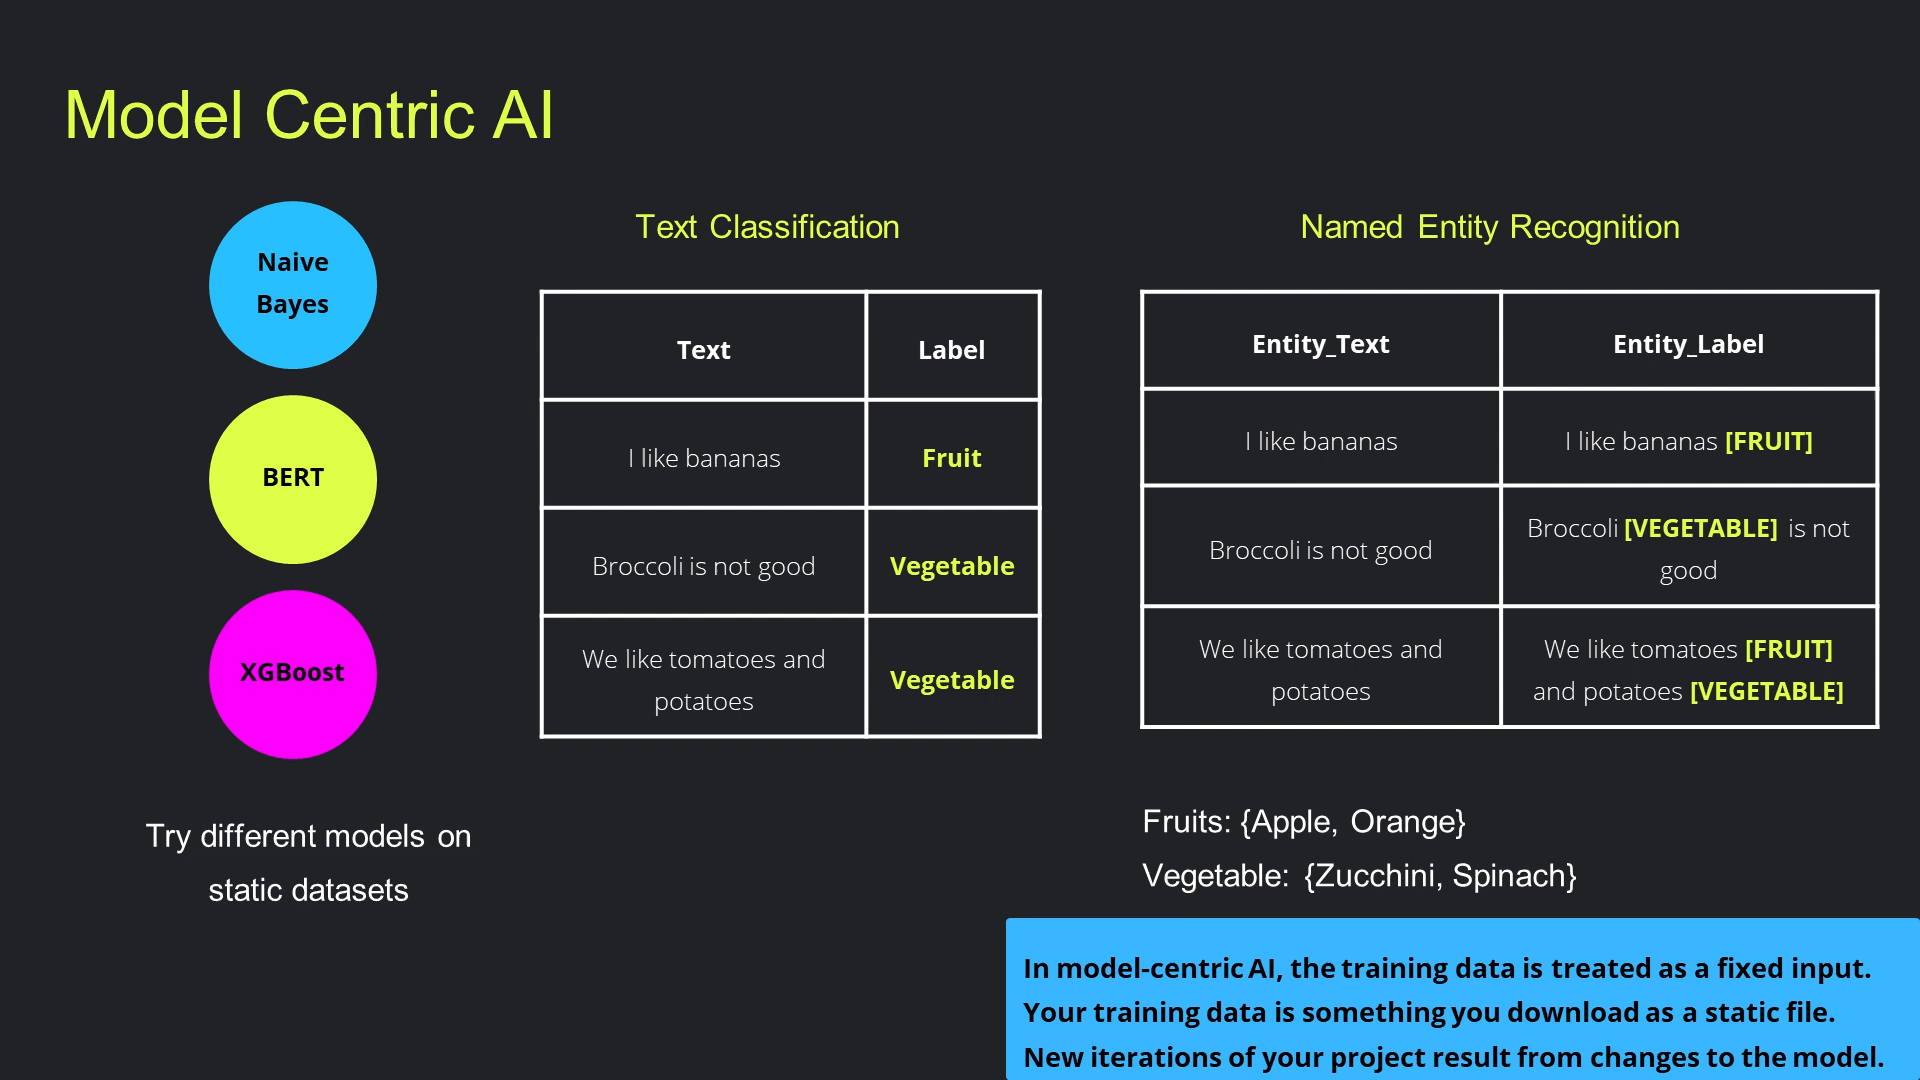 Model Centric AI
Naive
Bayes
BERT
XGBoost
Try different models on
static datasets
Text Classification
Text Label
I like bananas Fruit
Broccoli is not good Vegetable
We like tomatoes and
potatoes
Vegetable
Named Entity Recognition
Entity_Text Entity_Label
I like bananas I like bananas [FRUIT]
Broccoli is not good
Broccoli [VEGETABLE] is not
good
We like tomatoes and
potatoes
We like tomatoes [FRUIT]
and potatoes [VEGETABLE]
Fruits: {Apple, Orange}
Vegetable: {Zucchini, Spinach}
In model-centric AI, the training data is treated as a fixed input.
Your training data is something you download as a static file.
New iterations of your project result from changes to the model.